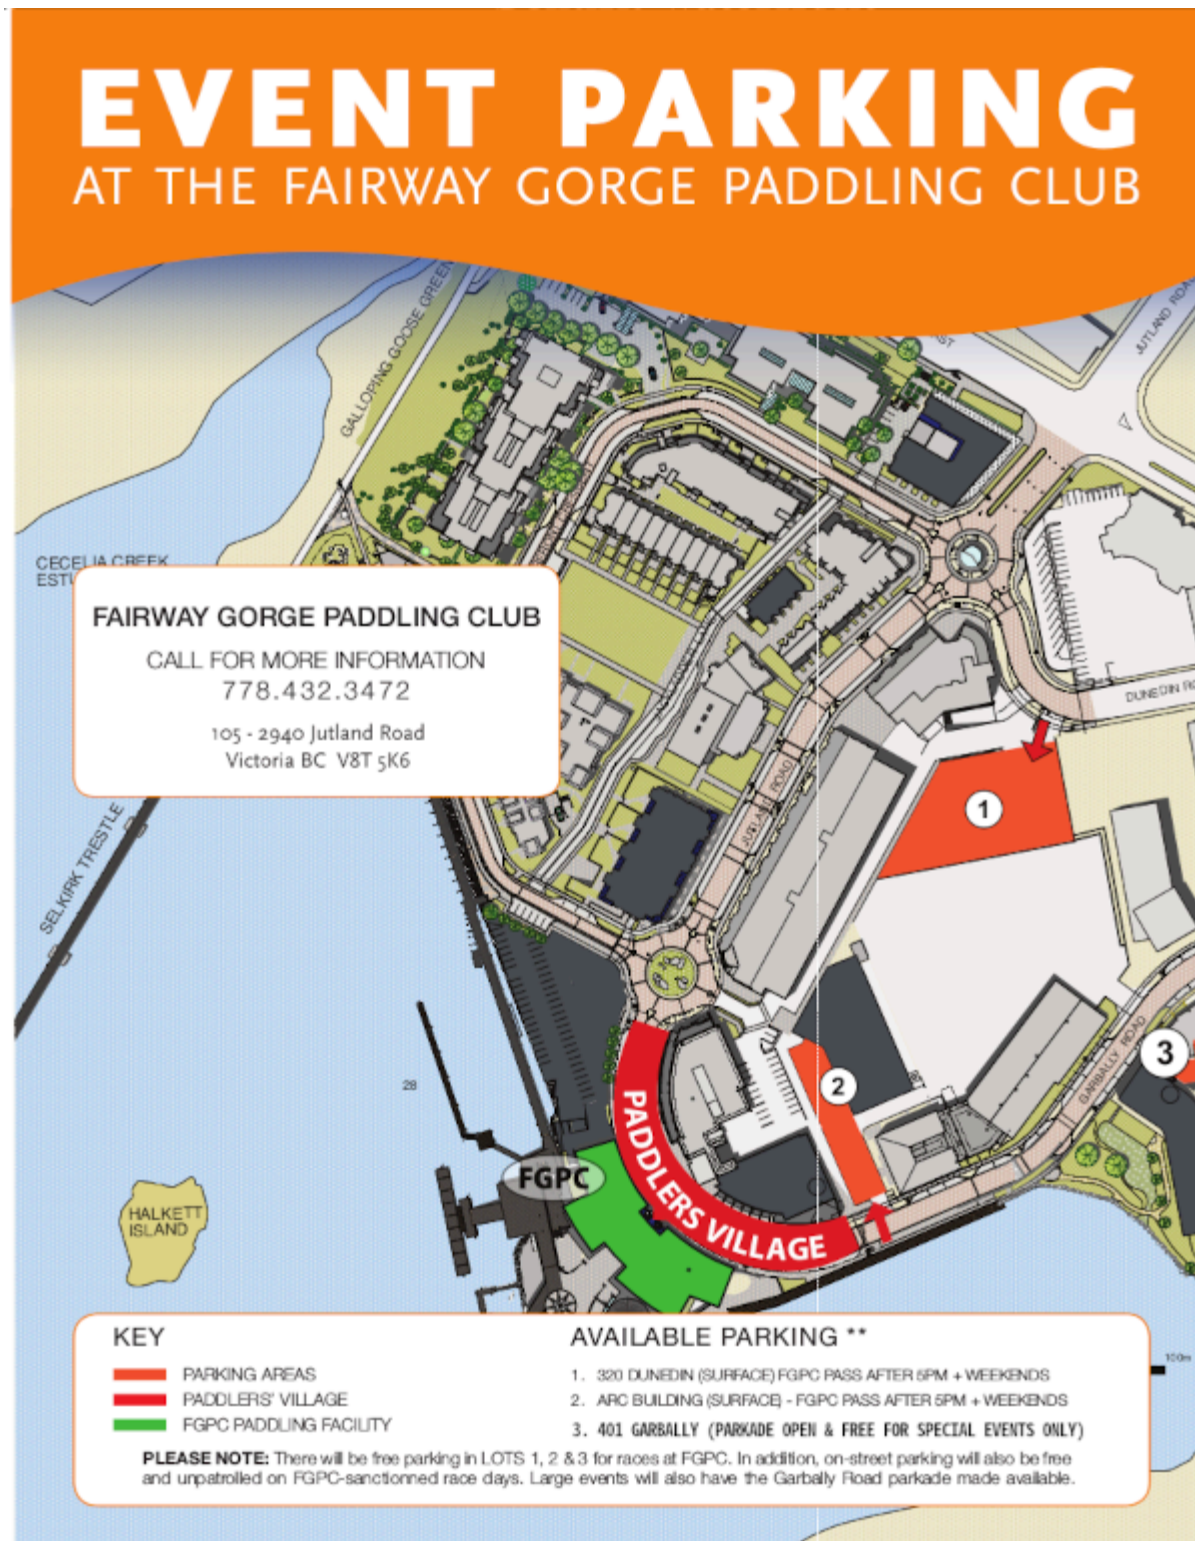 EVENT PARKING
AT THE FAIRWAY GORGE PADDLING CLUB
GALLOPING GOOSE GREEN
JUTLAND ROAD
ST
CECELIA CREEK
FAIRWAY GORGE PADDLING CLUB
CALL FOR MORE INFORMATION
778.432.3472
105 - 2940 Jutland Road
Victoria BC V8T 5K6
DUNEDIN RO
1
JUTLAND ROAD
SELKIRK TRESTLE
GARBALLY ROAD
3
2
28
PADDLERS VILLAGE
FGPC
HALKETT
ISLAND
100m
KEY
PARKING AREAS
PADDLERS' VILLAGE
FGPC PADDLING FACILITY
AVAILABLE PARKING **
1. 320 DUNEDIN (SURFACE) FGPC PASS AFTER 5PM + WEEKENDS
2. ARC BUILDING (SURFACE) - FGPC PASS AFTER 5PM + WEEKENDS
3. 401 GARBALLY (PARKADE OPEN & FREE FOR SPECIAL EVENTS ONLY)
PLEASE NOTE: There will be free parking in LOTS 1, 2 & 3 for races at FGPC. In addition, on-street parking will also be free
and unpatrolled on FGPC-sanctionned race days. Large events will also have the Garbally Road parkade made available.